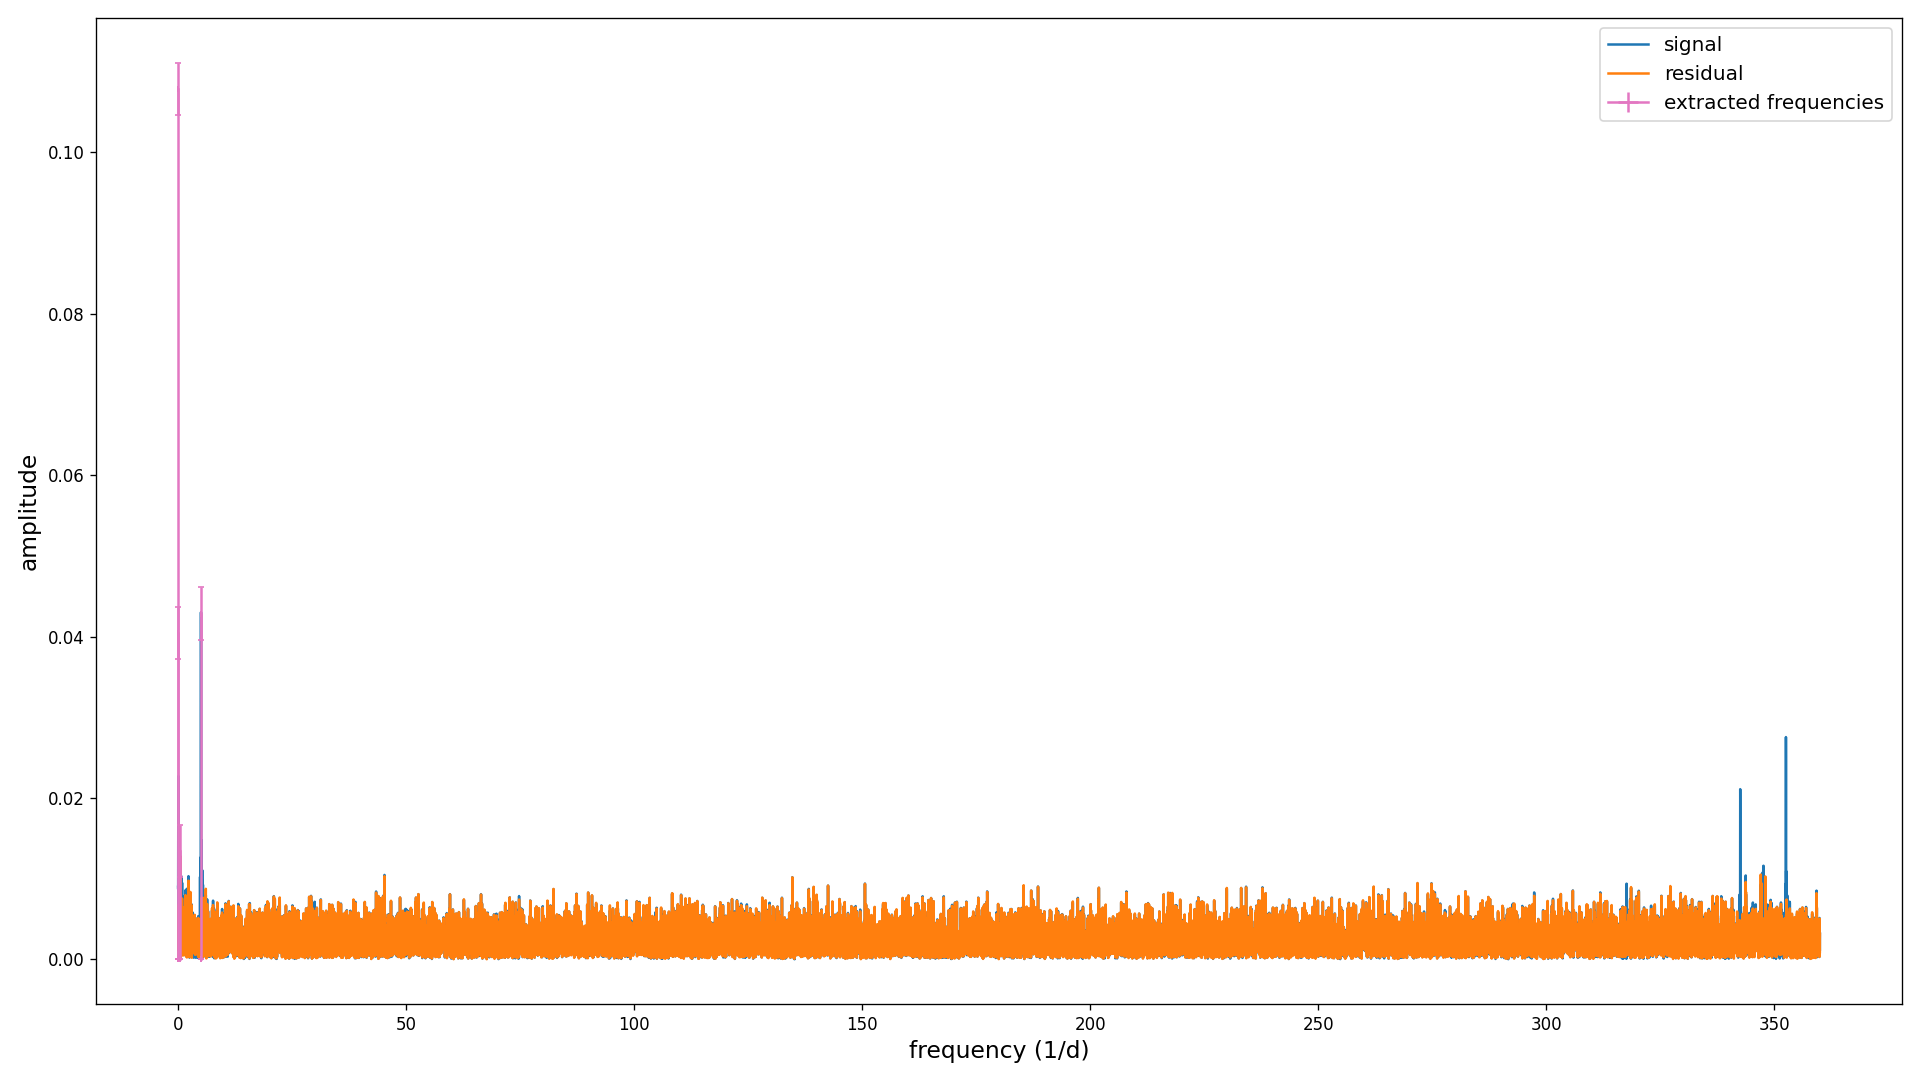 signal
residual
extracted frequencies
0.10
0.08
0.06
0.04
0.02
0.00
amplitude
0 50 100 150 200 250 300 350
frequency (1/d)